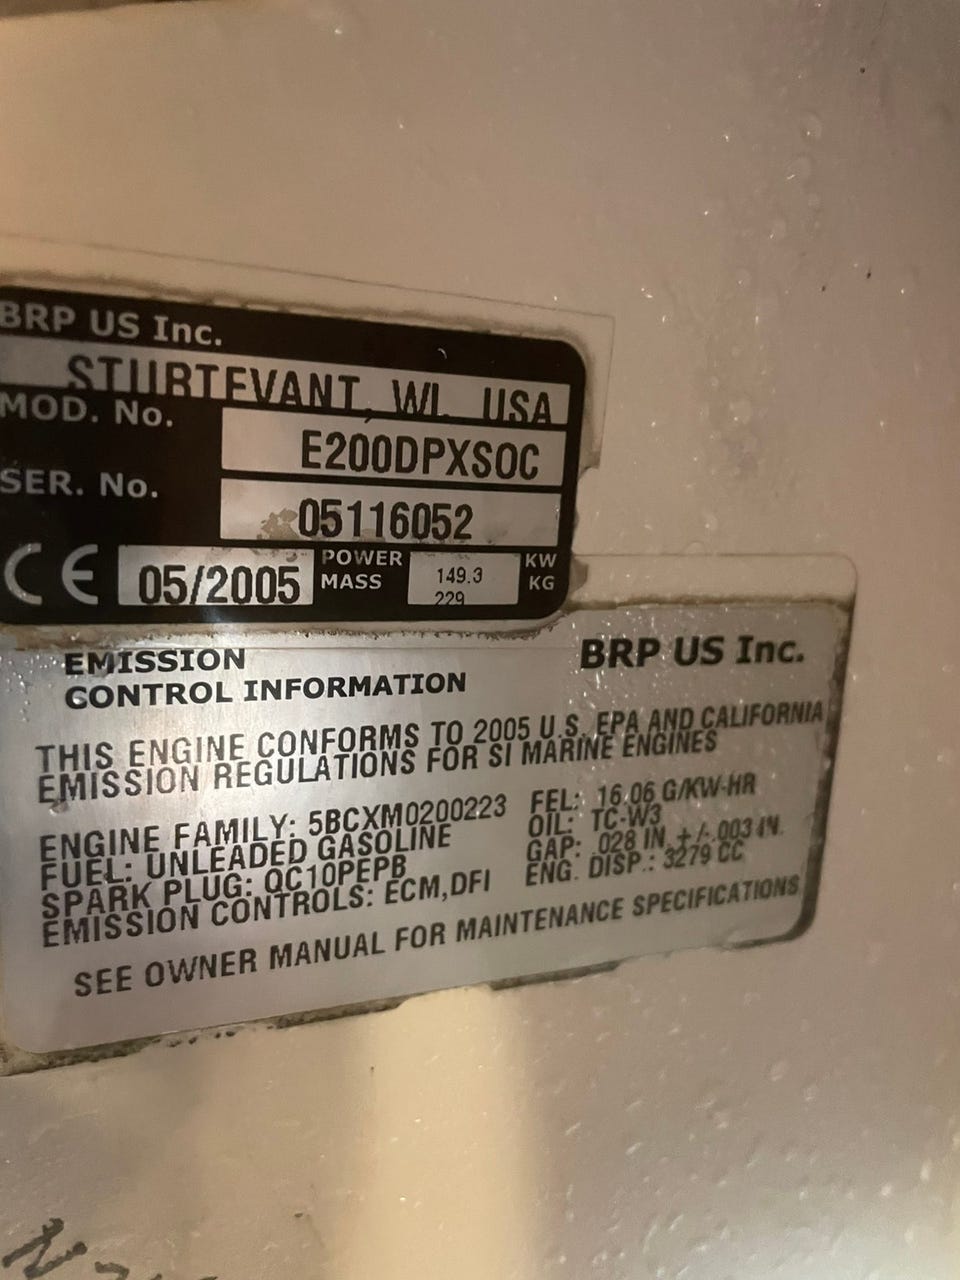 BRP US Inc.
STURTEVANT, WI. USA
MOD. No. E200DPXSOC
SER. No. 05116052
CE 05/2005 POWER 149.3 KW
MASS 229 KG
EMISSION
CONTROL INFORMATION
BRP US Inc.
THIS ENGINE CONFORMS TO 2005 U.S. EPA AND CALIFORNIA
EMISSION REGULATIONS FOR SI MARINE ENGINES
ENGINE FAMILY: 5BCXM0200223 FEL: 16.06 G/KW-HR
FUEL: UNLEADED GASOLINE OIL: TC-W3
SPARK PLUG: QC10PEPB GAP: .028 IN. +/-.003 IN.
EMISSION CONTROLS: ECM,DFI ENG. DISP.: 3279 CC
SEE OWNER MANUAL FOR MAINTENANCE SPECIFICATIONS